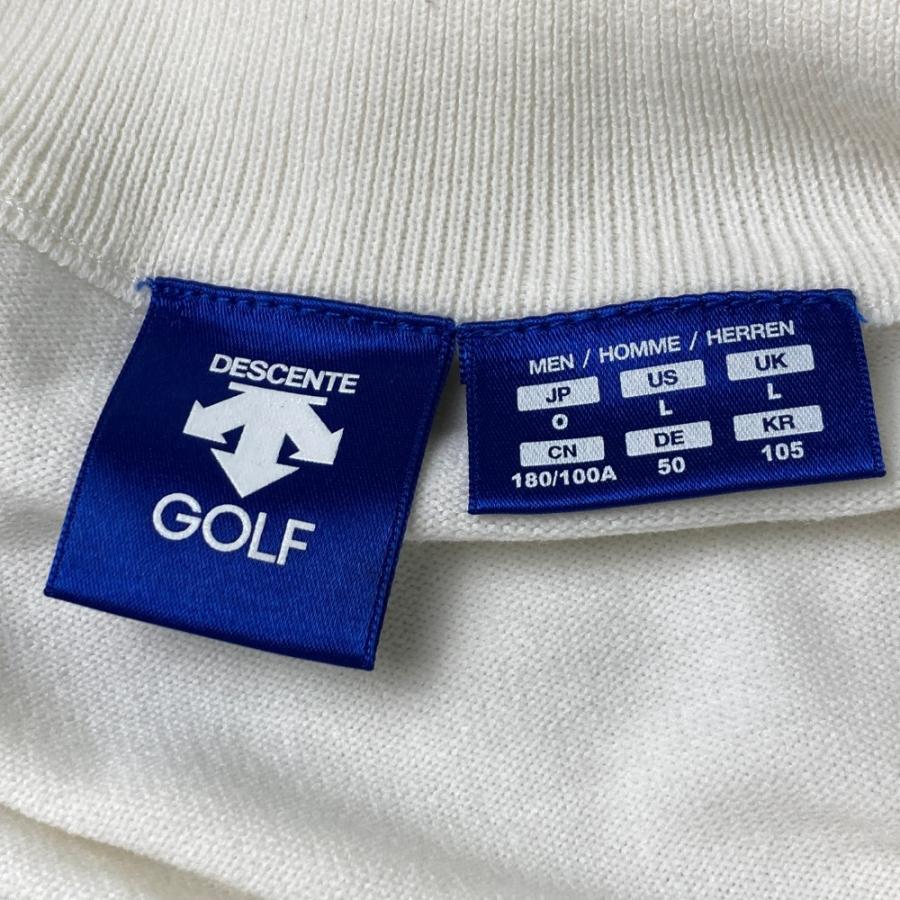 DESCENTE
GOLF
MEN / HOMME / HERREN
JP US UK
O L L
CN DE KR
180/100A 50 105